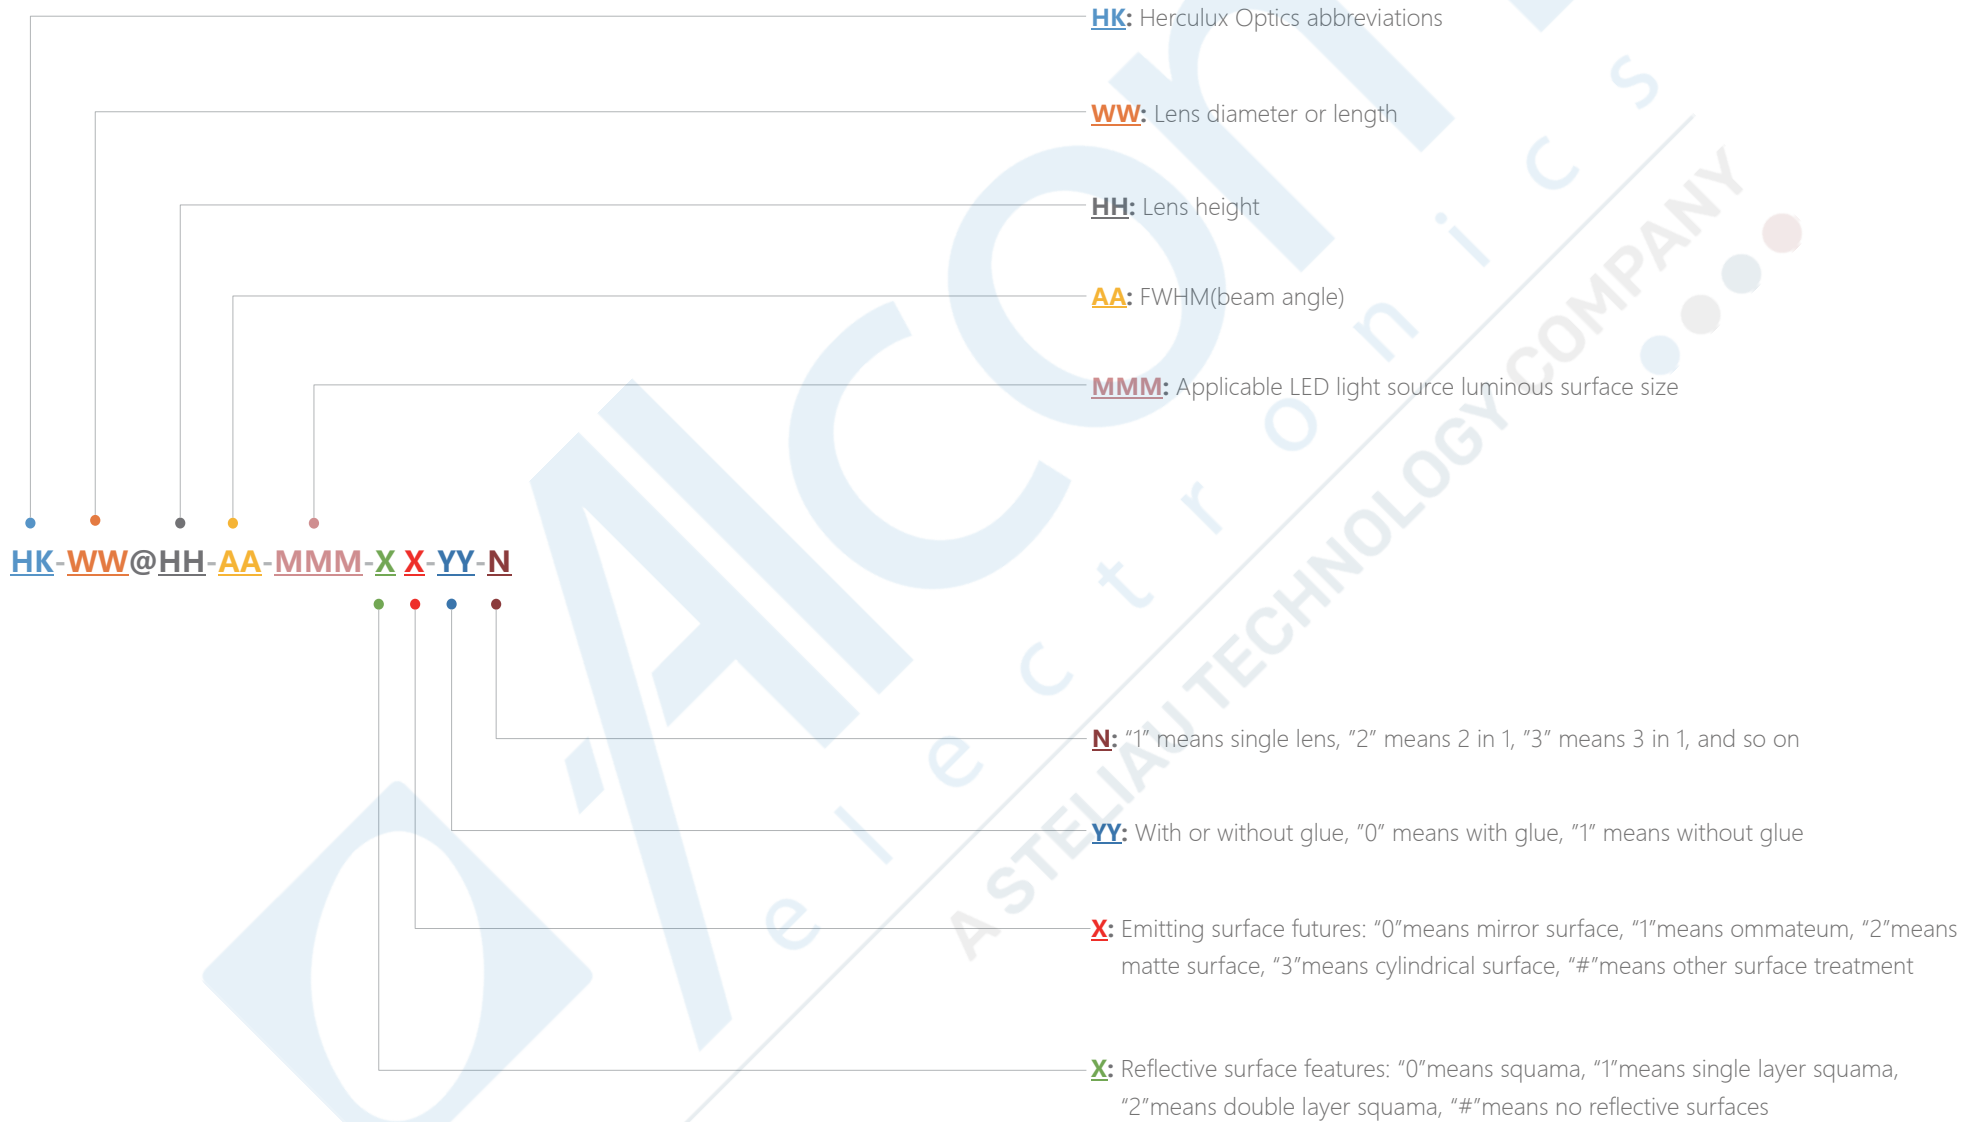 HK: Herculux Optics abbreviations
WW: Lens diameter or length
HH: Lens height
AA: FWHM(beam angle)
MMM: Applicable LED light source luminous surface size
HK-WW@HH-AA-MMM-X X-YY-N
N: “1” means single lens, ”2” means 2 in 1, ”3” means 3 in 1, and so on
YY: With or without glue, ”0” means with glue, ”1” means without glue
X: Emitting surface futures: “0”means mirror surface, “1”means ommateum, “2”means
matte surface, “3”means cylindrical surface, “#”means other surface treatment
X: Reflective surface features: “0”means squama, “1”means single layer squama,
“2”means double layer squama, “#”means no reflective surfaces
Alcom
electronics
A STELIAU TECHNOLOGY COMPANY